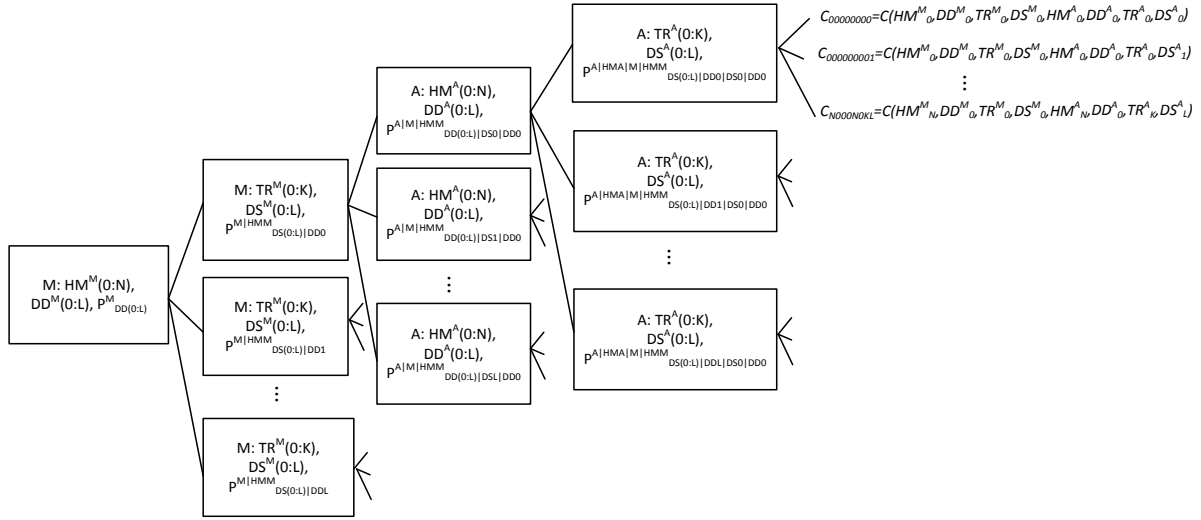 M: HM^M(0:N),
DD^M(0:L), P^M_DD(0:L)
M: TR^M(0:K),
DS^M(0:L),
P^M|HMM_DS(0:L)|DD0
M: TR^M(0:K),
DS^M(0:L),
P^M|HMM_DS(0:L)|DD1
⋮
M: TR^M(0:K),
DS^M(0:L),
P^M|HMM_DS(0:L)|DDL
A: HM^A(0:N),
DD^A(0:L),
P^A|M|HMM_DD(0:L)|DS0|DD0
A: HM^A(0:N),
DD^A(0:L),
P^A|M|HMM_DD(0:L)|DS1|DD0
⋮
A: HM^A(0:N),
DD^A(0:L),
P^A|M|HMM_DD(0:L)|DSL|DD0
A: TR^A(0:K),
DS^A(0:L),
P^A|HMA|M|HMM_DS(0:L)|DD0|DS0|DD0
A: TR^A(0:K),
DS^A(0:L),
P^A|HMA|M|HMM_DS(0:L)|DD1|DS0|DD0
⋮
A: TR^A(0:K),
DS^A(0:L),
P^A|HMA|M|HMM_DS(0:L)|DDL|DS0|DD0
C_00000000=C(HM^M_0,DD^M_0,TR^M_0,DS^M_0,HM^A_0,DD^A_0,TR^A_0,DS^A_0)
C_000000001=C(HM^M_0,DD^M_0,TR^M_0,DS^M_0,HM^A_0,DD^A_0,TR^A_0,DS^A_1)
⋮
C_N000N0KL=C(HM^M_N,DD^M_0,TR^M_0,DS^M_0,HM^A_N,DD^A_0,TR^A_K,DS^A_L)